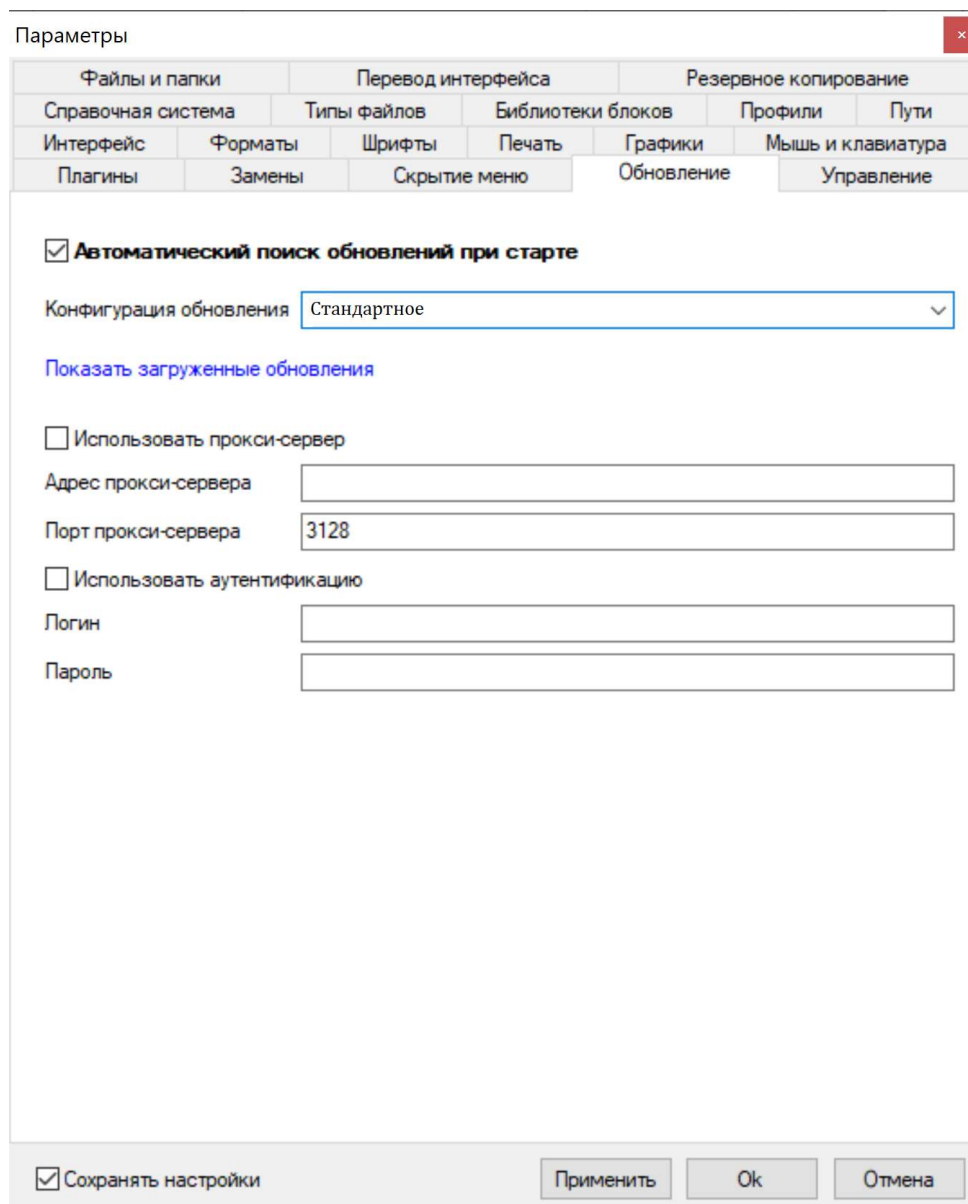 Параметры
Файлы и папки Перевод интерфейса Резервное копирование
Справочная система Типы файлов Библиотеки блоков Профили Пути
Интерфейс Форматы Шрифты Печать Графики Мышь и клавиатура
Плагины Замены Скрытие меню Обновление Управление
Автоматический поиск обновлений при старте
Конфигурация обновления Стандартное
Показать загруженные обновления
Использовать прокси-сервер
Адрес прокси-сервера
Порт прокси-сервера 3128
Использовать аутентификацию
Логин
Пароль
Сохранять настройки Применить Ok Отмена